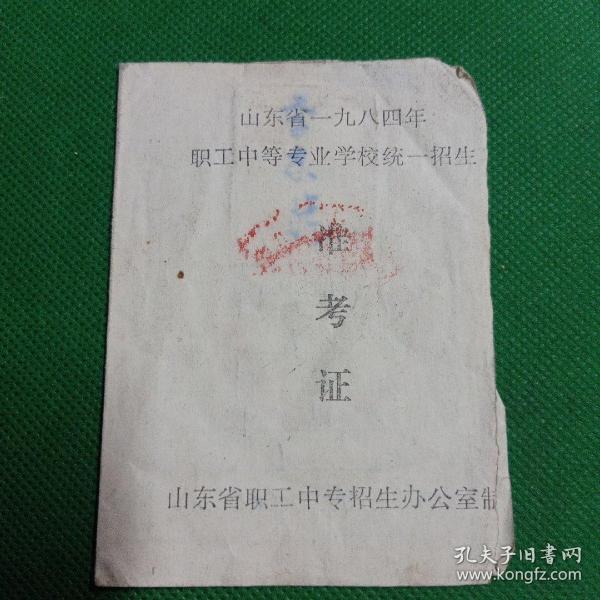 山东省一九八四年
职工中等专业学校统一招生
准
考
证
山东省职工中专招生办公室制
孔夫子旧书网
www.kongfz.com